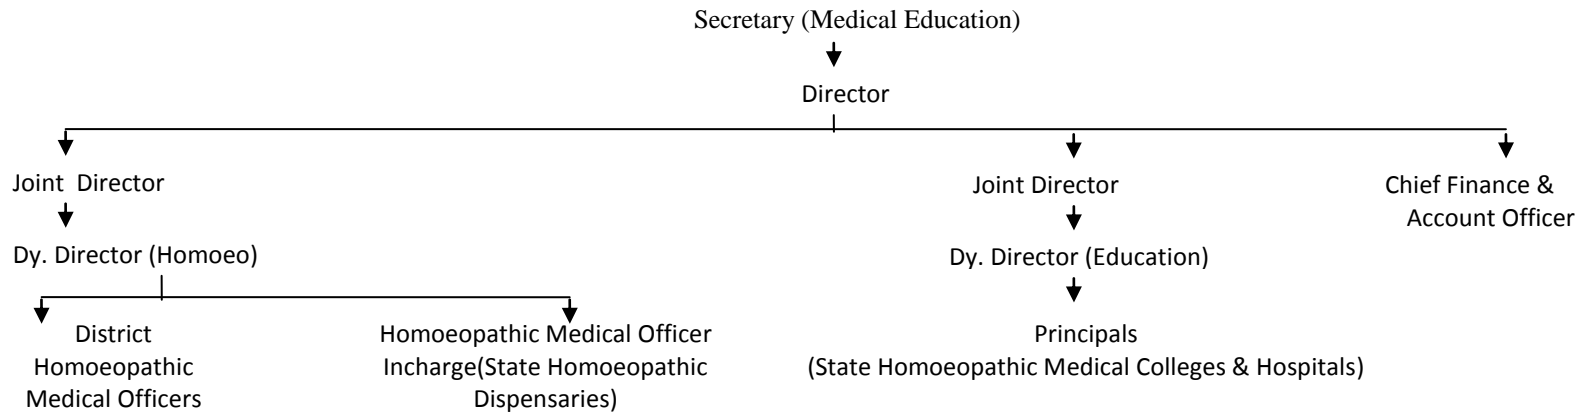 Secretary (Medical Education)
Director
Joint Director
Joint Director
Chief Finance &
Account Officer
Dy. Director (Homoeo)
Dy. Director (Education)
District
Homoeopathic
Medical Officers
Homoeopathic Medical Officer
Incharge(State Homoeopathic
Dispensaries)
Principals
(State Homoeopathic Medical Colleges & Hospitals)